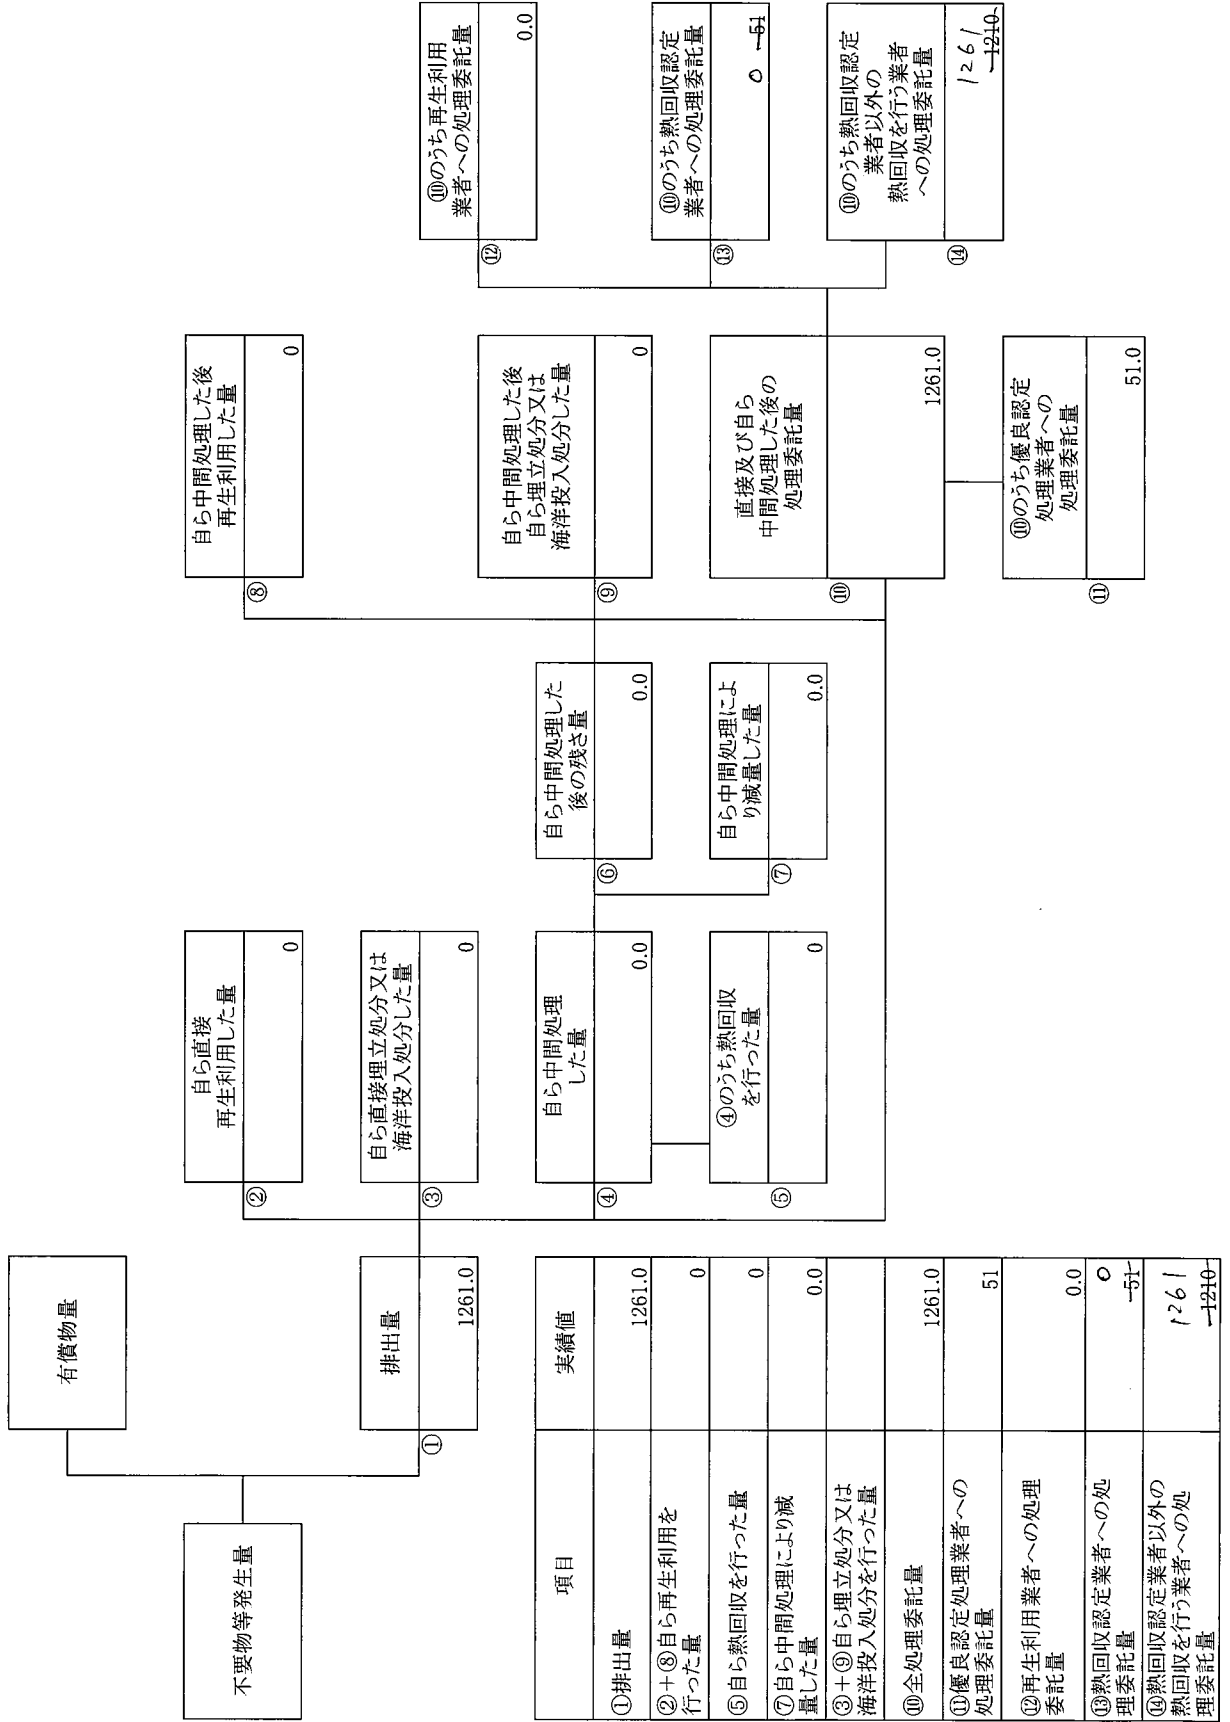 不要物等発生量
有償物量
排出量
①
1261.0
自ら直接
再生利用した量
②
0
自ら直接埋立処分又は
海洋投入処分した量
③
0
自ら中間処理
した量
④
0.0
④のうち熱回収
を行った量
⑤
0
自ら中間処理した
後の残さ量
⑥
0.0
自ら中間処理によ
り減量した量
⑦
0.0
自ら中間処理した後
再生利用した量
⑧
0
自ら中間処理した後
自ら埋立処分又は
海洋投入処分した量
⑨
0
直接及び自ら
中間処理した後の
処理委託量
⑩
1261.0
⑩のうち優良認定
処理業者への
処理委託量
⑪
51.0
⑩のうち再生利用
業者への処理委託量
⑫
0.0
⑩のうち熱回収認定
業者への処理委託量
⑬
0 51
⑩のうち熱回収認定
業者以外の
熱回収を行う業者
への処理委託量
⑭
1261
1210
項目 実績値
①排出量 1261.0
②+⑧自ら再生利用を 0
行った量
⑤自ら熱回収を行った量 0
⑦自ら中間処理により減 0.0
量した量
③+⑨自ら埋立処分又は
海洋投入処分を行った量
⑩全処理委託量 1261.0
⑪優良認定処理業者への 51
処理委託量
⑫再生利用業者への処理 0.0
委託量
⑬熱回収認定業者への処 0
理委託量 51
⑭熱回収認定業者以外の 1261
熱回収を行う業者への処 1210
理委託量